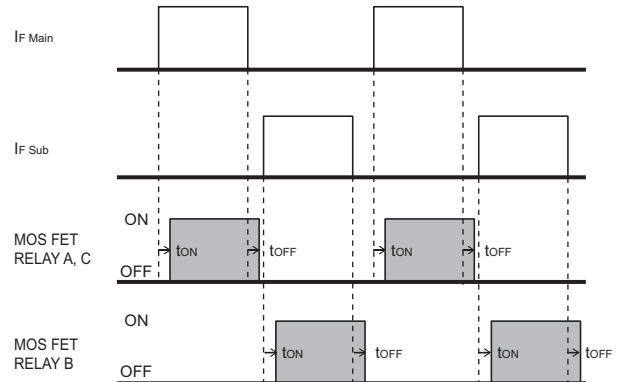 IF Main
IF Sub
ON
MOS FET
RELAY A, C
tON tOFF tON tOFF
OFF
ON
MOS FET
RELAY B
tON tOFF tON tOFF
OFF